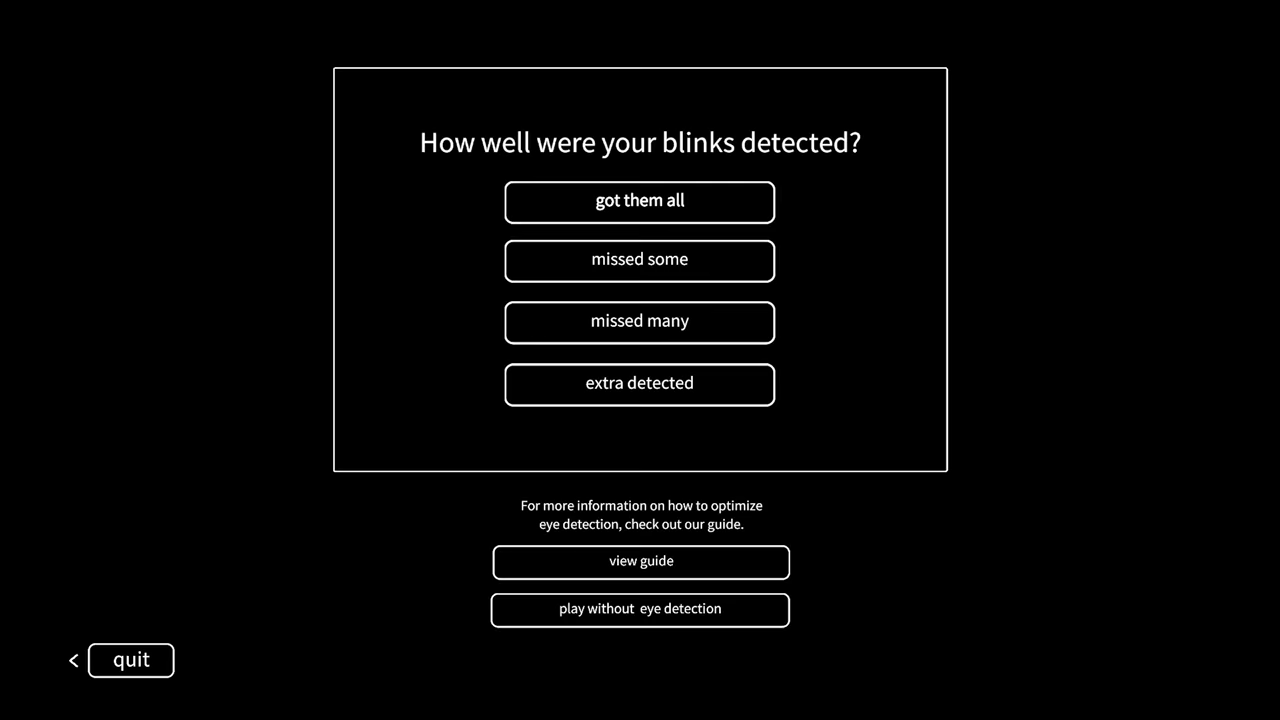 How well were your blinks detected?
got them all
missed some
missed many
extra detected
For more information on how to optimize
eye detection, check out our guide.
view guide
play without eye detection
< quit